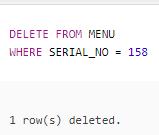 DELETE FROM MENU
WHERE SERIAL_NO = 158
1 row(s) deleted.